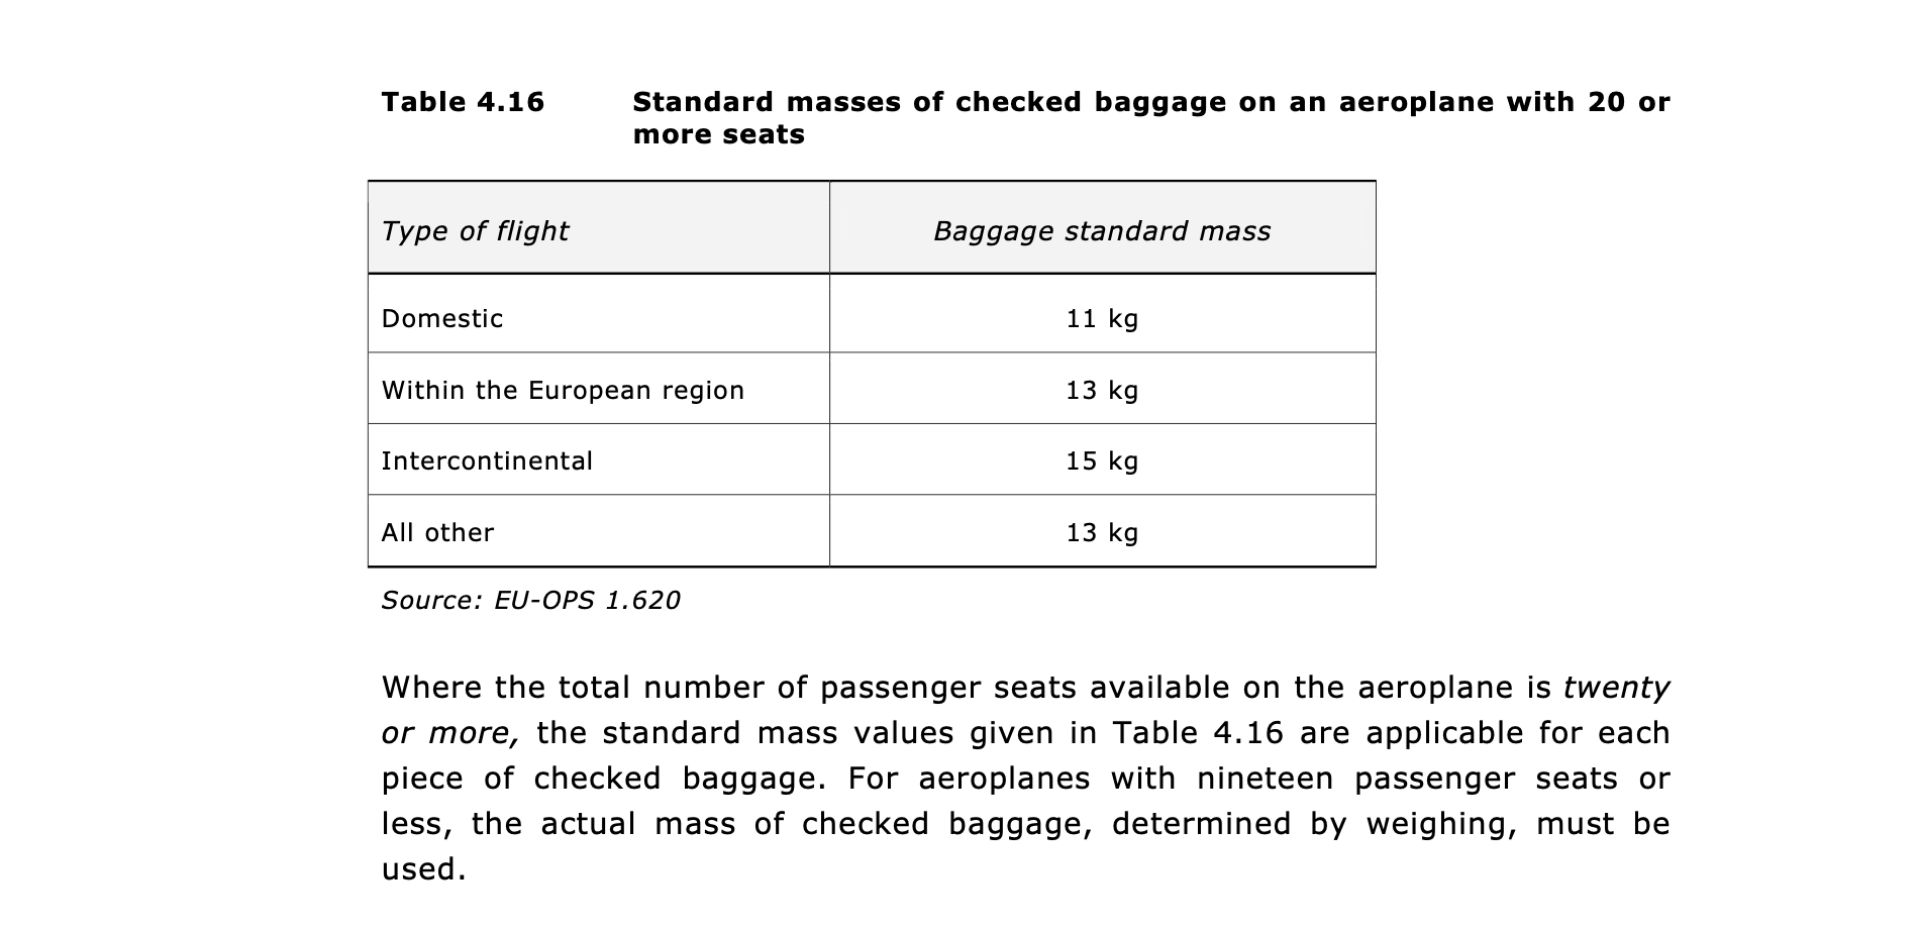 Table 4.16 Standard masses of checked baggage on an aeroplane with 20 or
more seats
Type of flight Baggage standard mass
Domestic 11 kg
Within the European region 13 kg
Intercontinental 15 kg
All other 13 kg
Source: EU-OPS 1.620
Where the total number of passenger seats available on the aeroplane is twenty
or more, the standard mass values given in Table 4.16 are applicable for each
piece of checked baggage. For aeroplanes with nineteen passenger seats or
less, the actual mass of checked baggage, determined by weighing, must be
used.